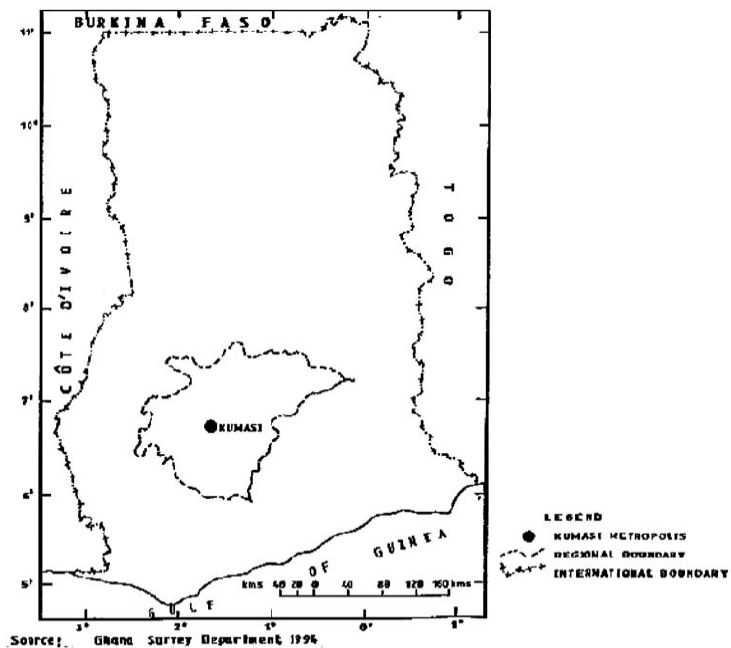 BURKINA FASO
11°
10°
9°
8°
7°
6°
5°
CÔTE D'IVOIRE
TOGO
KUMASI
GULF OF GUINEA
kms 40 20 0 40 80 120 160 kms
3° 2° 1° 0° 1°
LEGEND
KUMASI METROPOLIS
REGIONAL BOUNDARY
INTERNATIONAL BOUNDARY
Source: Ghana Survey Department, 1996